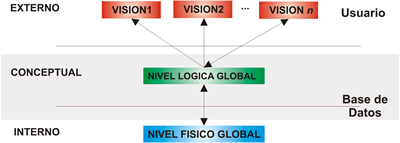 EXTERNO
VISION1 VISION2 ... VISION n
Usuario
CONCEPTUAL
NIVEL LOGICA GLOBAL
Base de
Datos
INTERNO
NIVEL FISICO GLOBAL